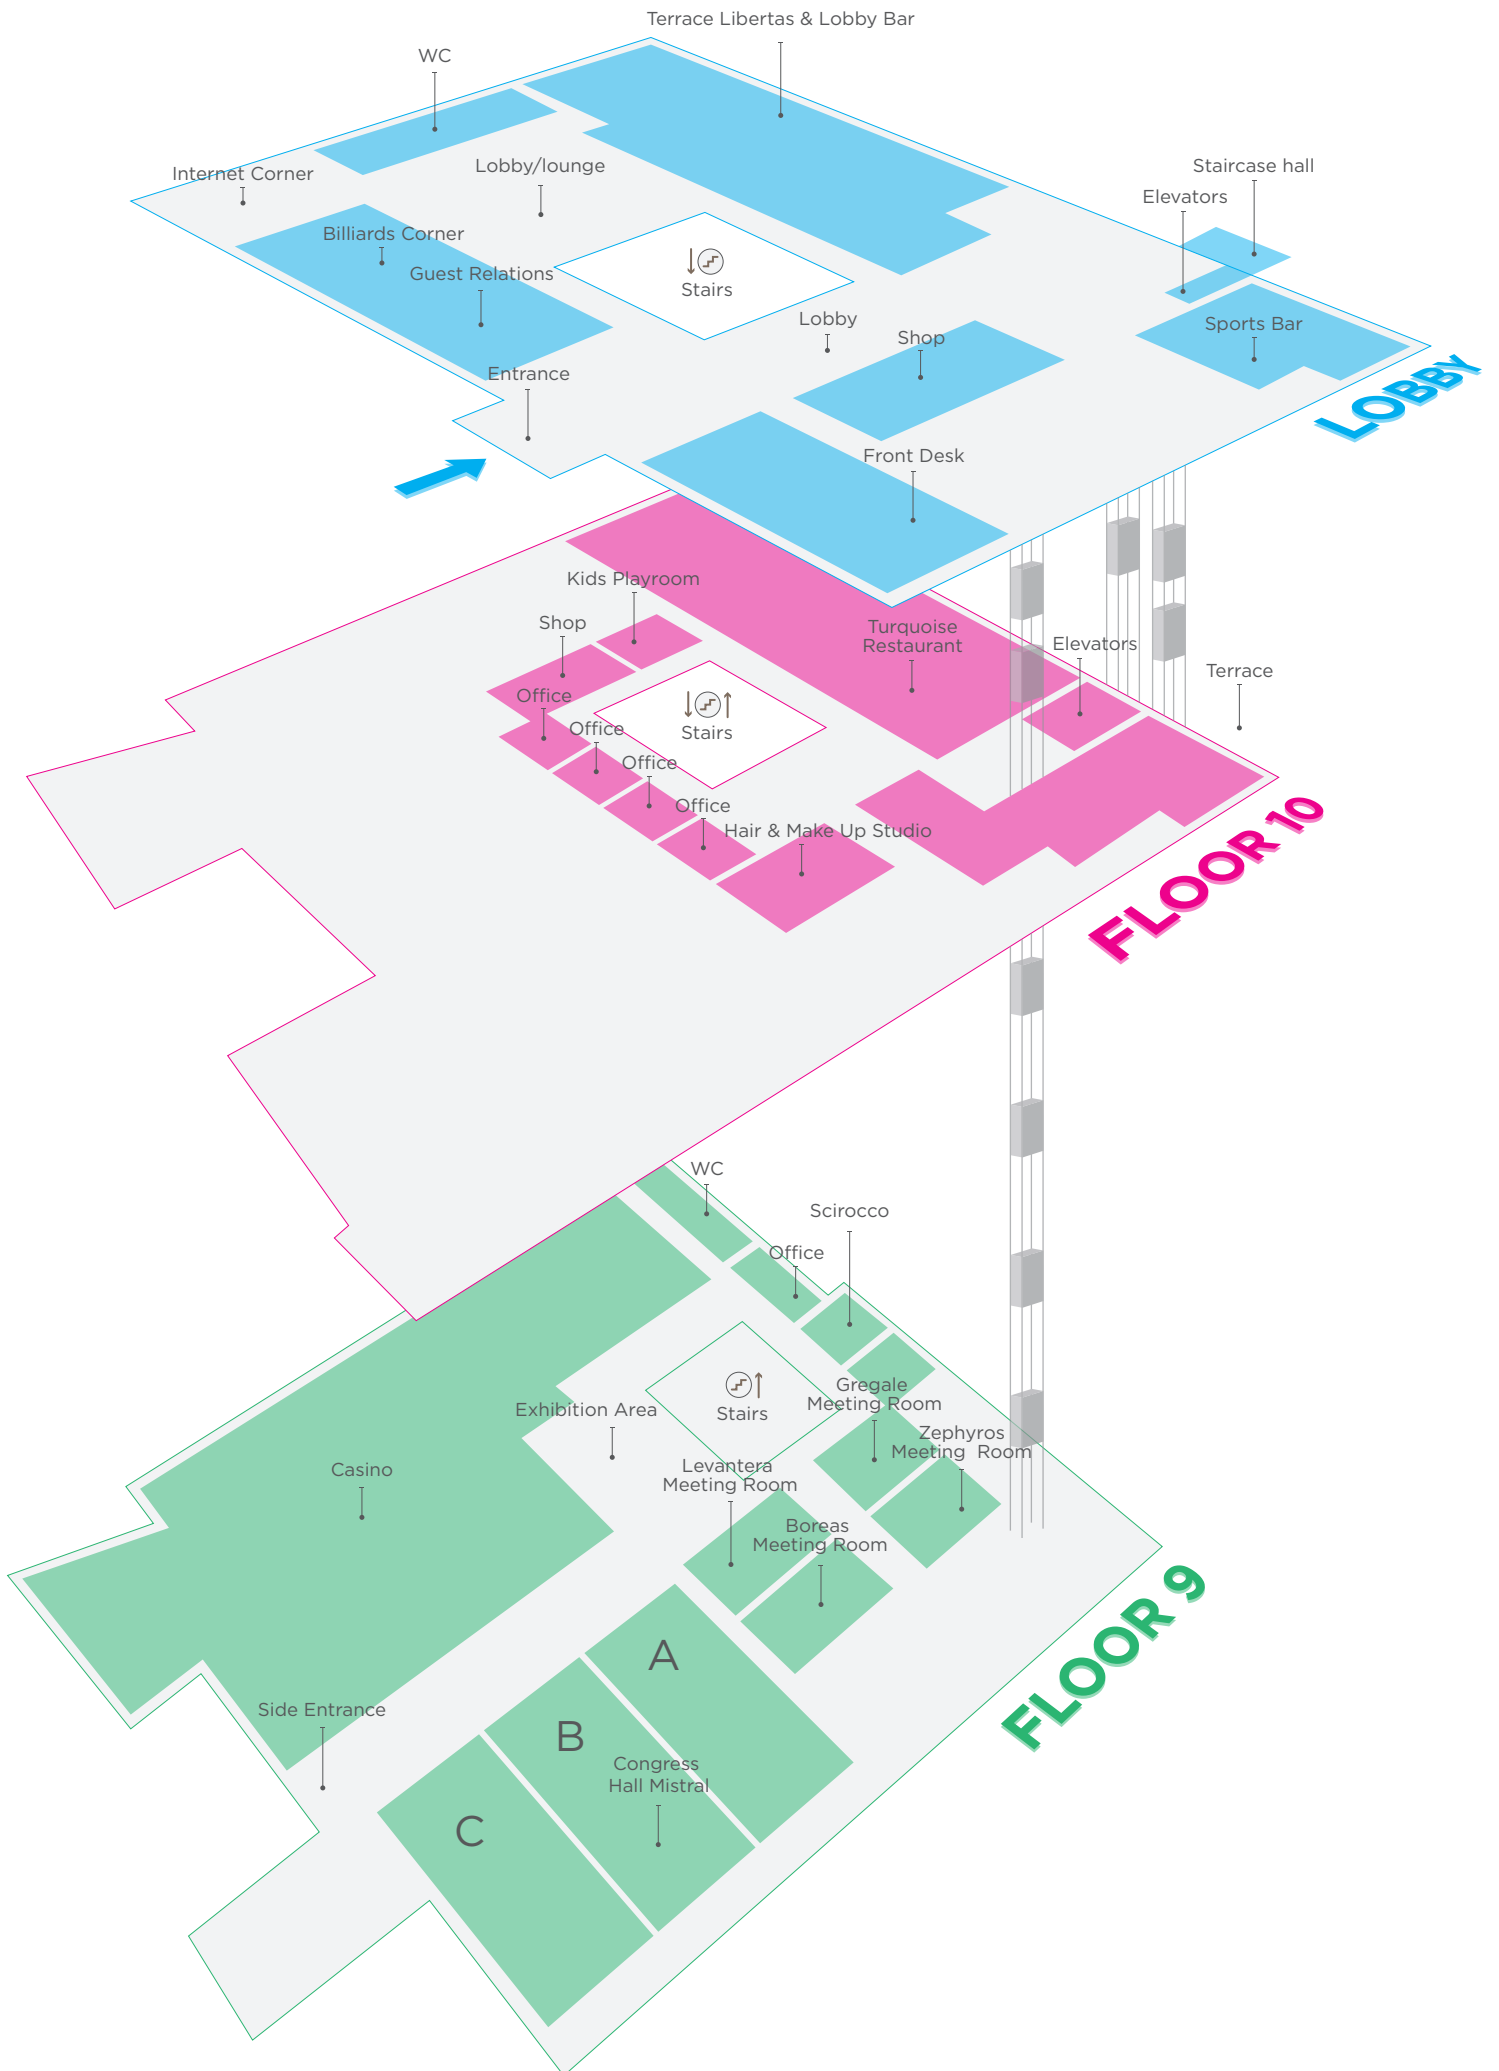 Terrace Libertas & Lobby Bar
WC
Internet Corner
Lobby/lounge
Staircase hall
Elevators
Billiards Corner
Guest Relations
Stairs
Lobby
Shop
Sports Bar
Entrance
LOBBY
Front Desk
Kids Playroom
Shop
Turquoise
Restaurant
Elevators
Terrace
Office
Office
Office
Office
Stairs
Hair & Make Up Studio
FLOOR 10
WC
Scirocco
Office
Gregale
Meeting Room
Stairs
Exhibition Area
Zephyros
Meeting Room
Levantera
Meeting Room
Casino
Boreas
Meeting Room
FLOOR 9
A
Side Entrance
B
Congress
Hall Mistral
C